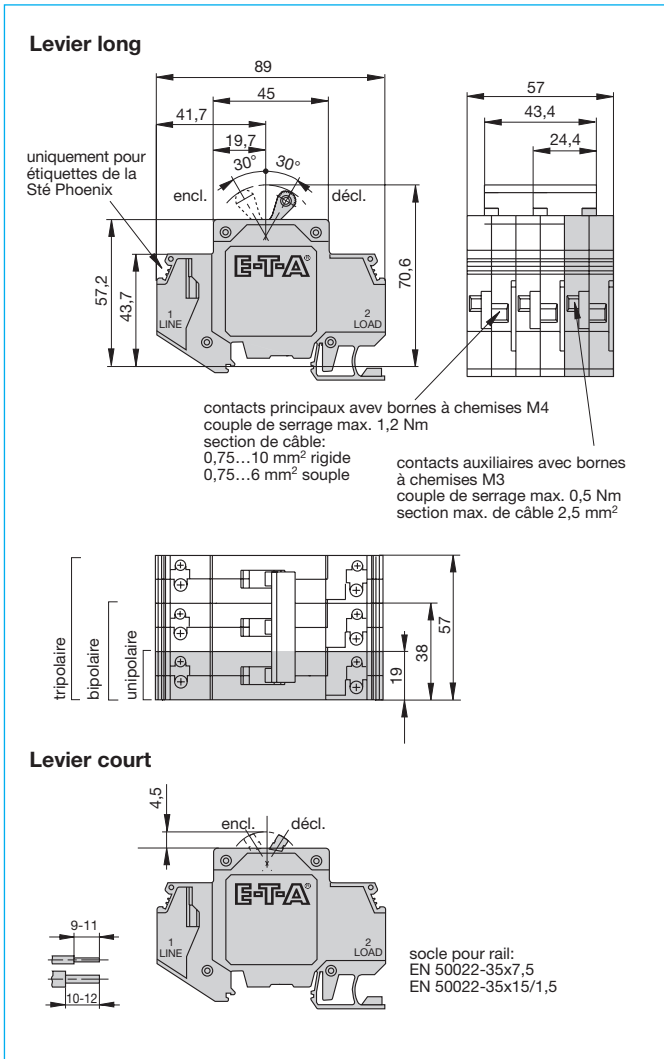 Levier long
89
45
41,7
19,7
30° 30°
encl. décl.
uniquement pour
étiquettes de la
Sté Phoenix
57,2
43,7
70,6
E-T-A®
1
LINE
2
LOAD
57
43,4
24,4
contacts principaux avev bornes à chemises M4
couple de serrage max. 1,2 Nm
section de câble:
0,75...10 mm² rigide
0,75...6 mm² souple
contacts auxiliaires avec bornes
à chemises M3
couple de serrage max. 0,5 Nm
section max. de câble 2,5 mm²
tripolaire
bipolaire
unipolaire
19
38
57
Levier court
4,5
encl. décl.
E-T-A®
1
LINE
2
LOAD
9-11
10-12
socle pour rail:
EN 50022-35x7,5
EN 50022-35x15/1,5